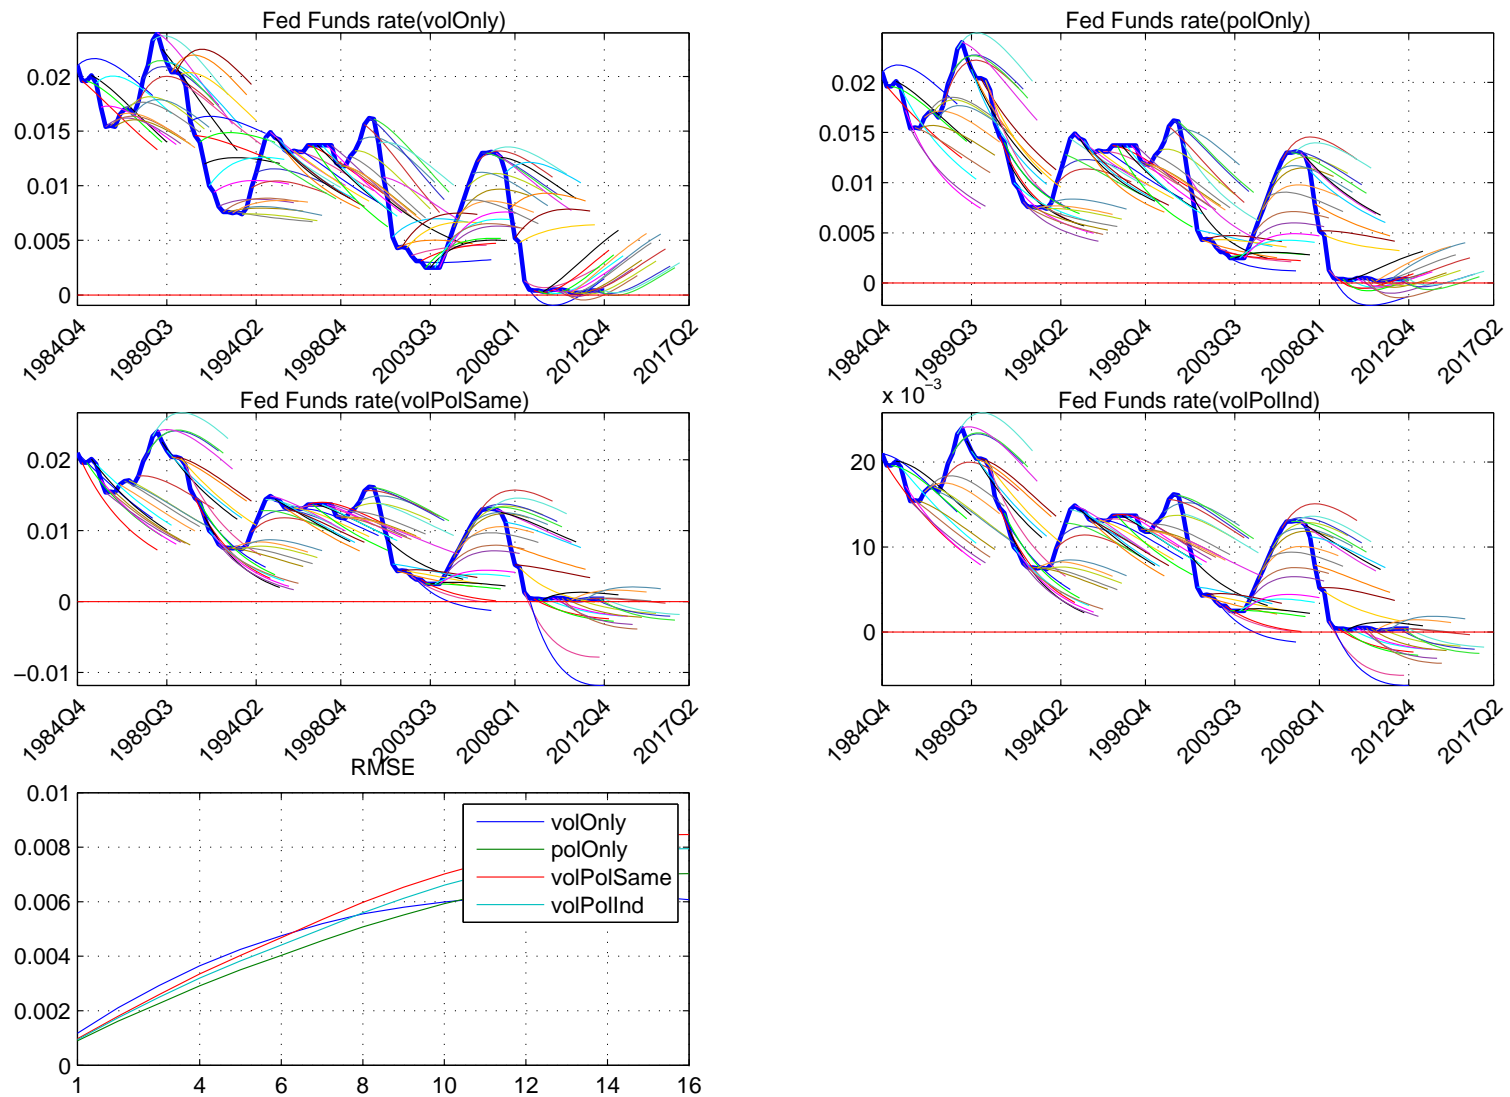 Fed Funds rate(volOnly)
0.02
0.015
0.01
0.005
0
1984Q4
1989Q3
1994Q2
1998Q4
2003Q3
2008Q1
2012Q4
2017Q2
Fed Funds rate(polOnly)
0.02
0.015
0.01
0.005
0
1984Q4
1989Q3
1994Q2
1998Q4
2003Q3
2008Q1
2012Q4
2017Q2
Fed Funds rate(volPolSame)
0.02
0.01
0
−0.01
1984Q4
1989Q3
1994Q2
1998Q4
2003Q3
2008Q1
2012Q4
2017Q2
x 10⁻³
Fed Funds rate(volPolInd)
20
10
0
1984Q4
1989Q3
1994Q2
1998Q4
2003Q3
2008Q1
2012Q4
2017Q2
RMSE
0.01
0.008
0.006
0.004
0.002
0
volOnly
polOnly
volPolSame
volPolInd
1 4 6 8 10 12 14 16